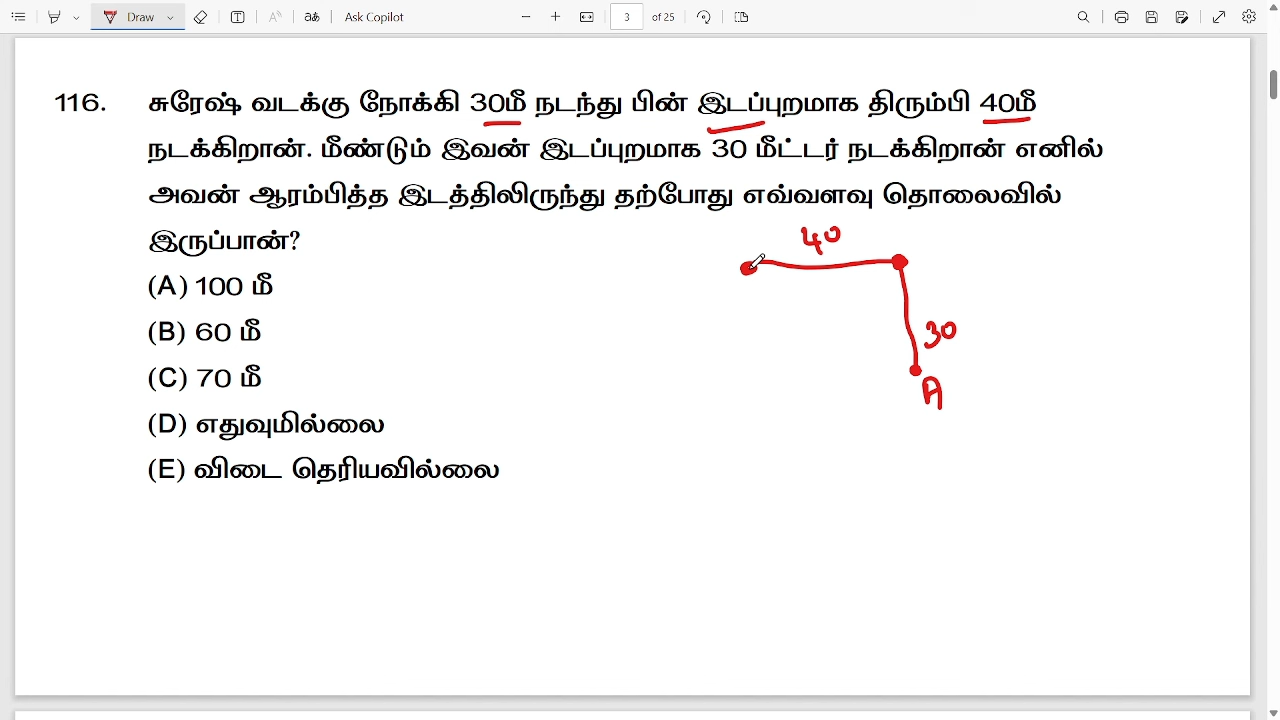 Draw
Ask Copilot
3 of 25
116. சுரேஷ் வடக்கு நோக்கி 30மீ நடந்து பின் இடப்புறமாக திரும்பி 40மீ
நடக்கிறான். மீண்டும் இவன் இடப்புறமாக 30 மீட்டர் நடக்கிறான் எனில்
அவன் ஆரம்பித்த இடத்திலிருந்து தற்போது எவ்வளவு தொலைவில்
இருப்பான்?
(A) 100 மீ
(B) 60 மீ
(C) 70 மீ
(D) எதுவுமில்லை
(E) விடை தெரியவில்லை
40
30
A